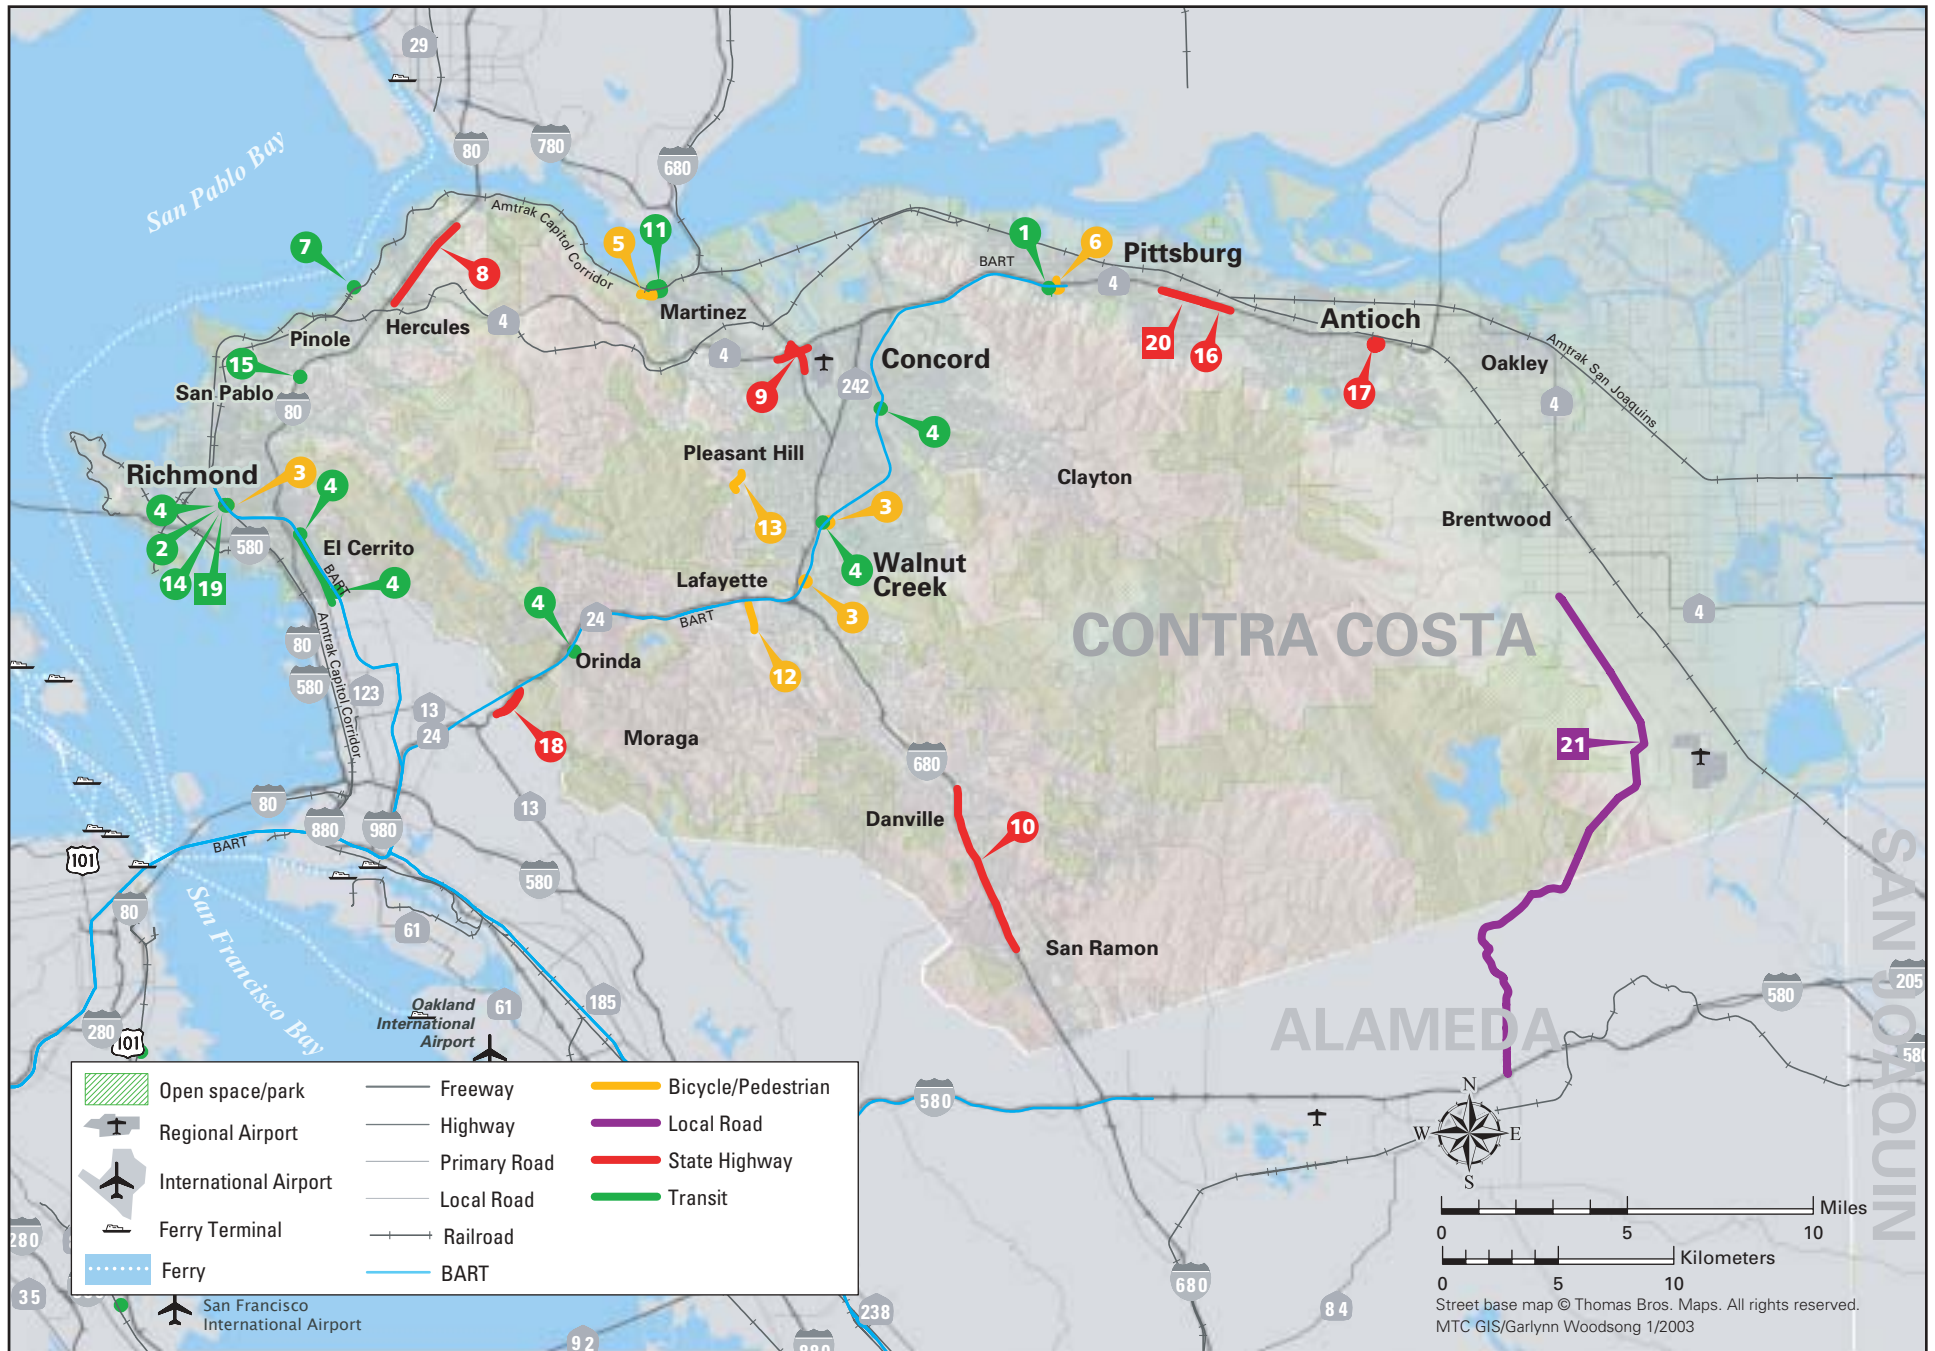 29
San Pablo Bay
80
780
680
Amtrak Capitol Corridor
7
5
11
8
1
6
Pittsburg
BART
4
Martinez
Hercules
4
Pinole
Antioch
20
16
Oakley
Amtrak San Joaquins
15
San Pablo
80
4
9
Concord
242
17
4
4
Pleasant Hill
Clayton
Richmond
3
4
4
2
14
19
580
El Cerrito
BART
4
13
3
Brentwood
4
Walnut
Creek
Lafayette
3
4
24
BART
CONTRA COSTA
4
80
Amtrak Capitol Corridor
580
123
Orinda
12
13
24
18
Moraga
21
680
80
880
980
13
Danville
10
BART
101
580
80
San Francisco Bay
61
San Ramon
SAN JOAQUIN
Oakland
International
Airport
61
185
280
101
580
205
580
ALAMEDA
Open space/park
Regional Airport
International Airport
Ferry Terminal
Ferry
Freeway
Highway
Primary Road
Local Road
Railroad
BART
Bicycle/Pedestrian
Local Road
State Highway
Transit
580
N
W
E
S
Miles
0
5
10
Kilometers
0
5
10
280
35
San Francisco
International Airport
92
880
238
680
84
Street base map © Thomas Bros. Maps. All rights reserved.
MTC GIS/Garlynn Woodsong 1/2003